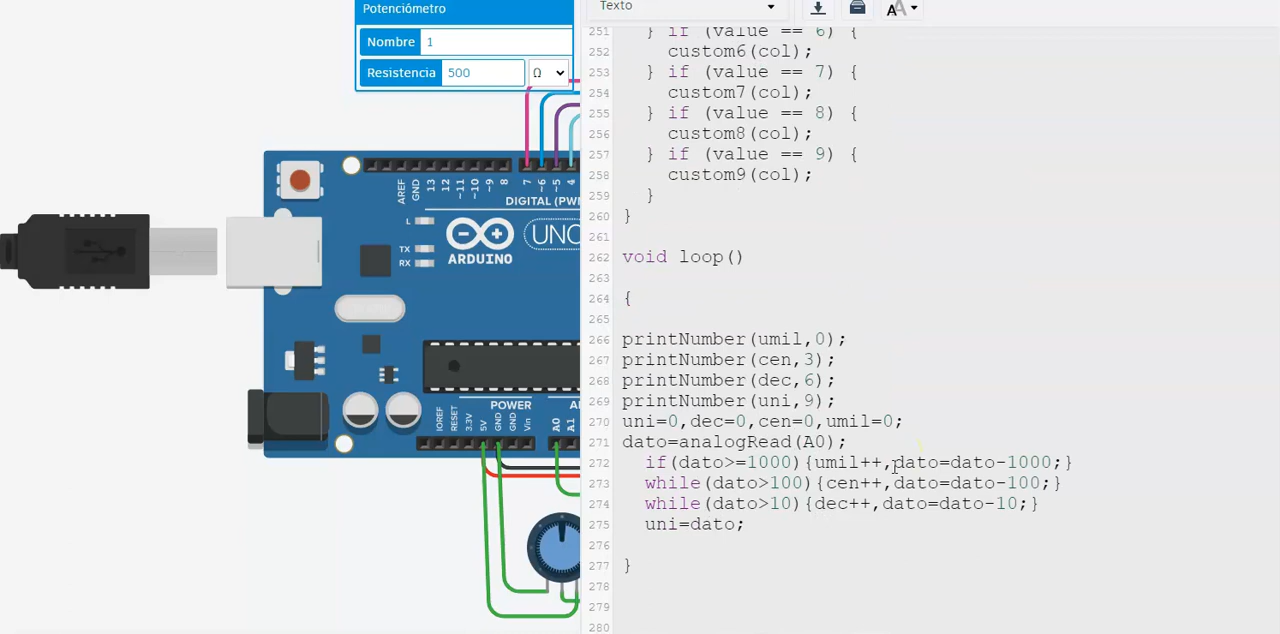 Potenciómetro
Nombre 1
Resistencia 500 Ω
AREF
GND
13
12
~11
~10
~9
8
7
~6
~5
4
DIGITAL (PWM
L
TX
RX
UNO
ARDUINO
POWER
IOREF
RESET
3.3V
5V
GND
GND
Vin
A0
A1
Texto
AA
251 } if (value == 6) {
252 custom6(col);
253 } if (value == 7) {
254 custom7(col);
255 } if (value == 8) {
256 custom8(col);
257 } if (value == 9) {
258 custom9(col);
259 }
260 }
261
262 void loop()
263
264 {
265
266 printNumber(umil,0);
267 printNumber(cen,3);
268 printNumber(dec,6);
269 printNumber(uni,9);
270 uni=0,dec=0,cen=0,umil=0;
271 dato=analogRead(A0);
272 if(dato>=1000){umil++,dato=dato-1000;}
273 while(dato>100){cen++,dato=dato-100;}
274 while(dato>10){dec++,dato=dato-10;}
275 uni=dato;
276
277 }
278
279
280